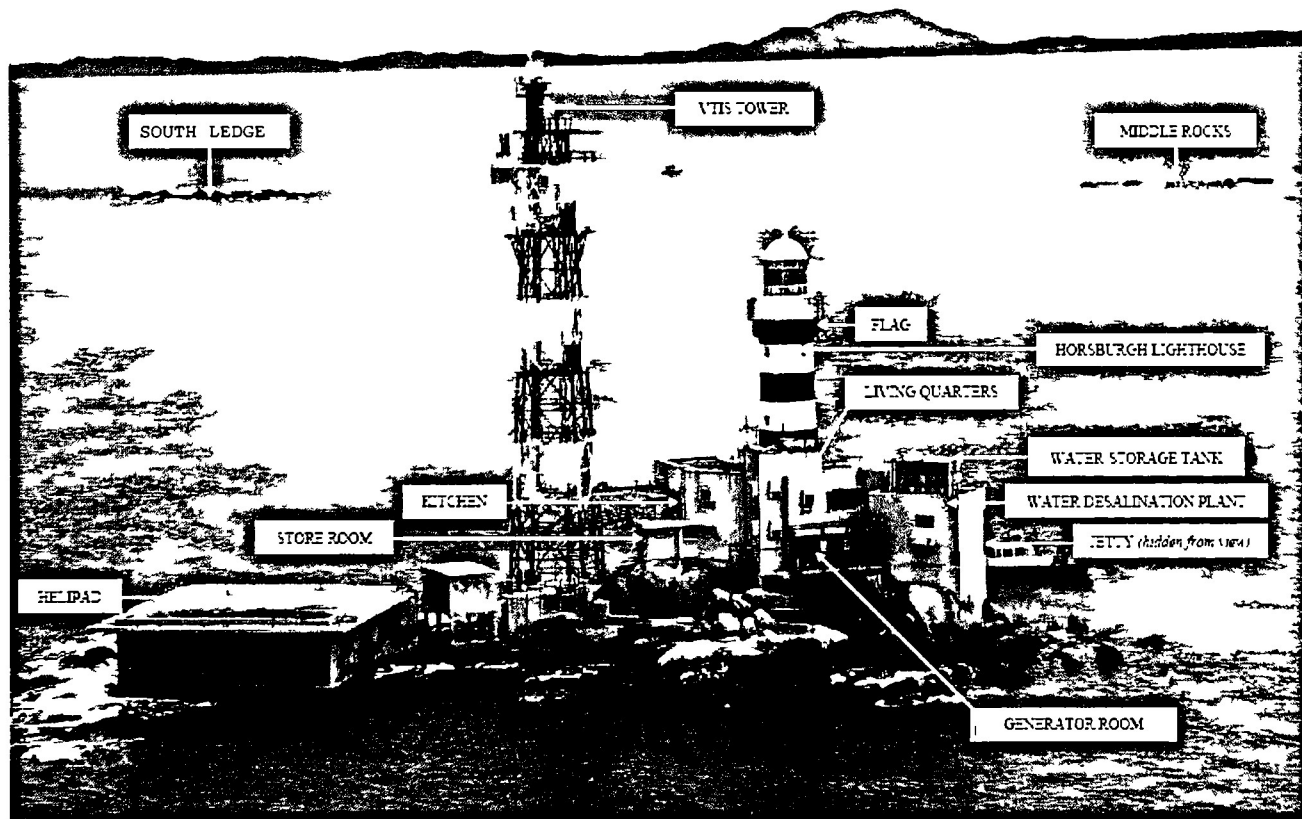 VTIS TOWER
SOUTH LEDGE
MIDDLE ROCKS
FLAG
HORSBURGH LIGHTHOUSE
LIVING QUARTERS
WATER STORAGE TANK
KITCHEN
WATER DESALINATION PLANT
STORE ROOM
JETTY (hidden from view)
HELIPAD
GENERATOR ROOM